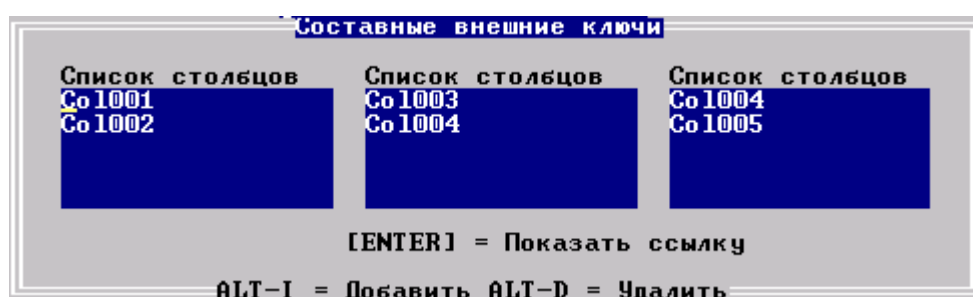 Составные внешние ключи
Список столбцов Список столбцов Список столбцов
Col001 Col003 Col004
Col002 Col004 Col005
[ENTER] = Показать ссылку
ALT-I = Добавить ALT-D = Удалить